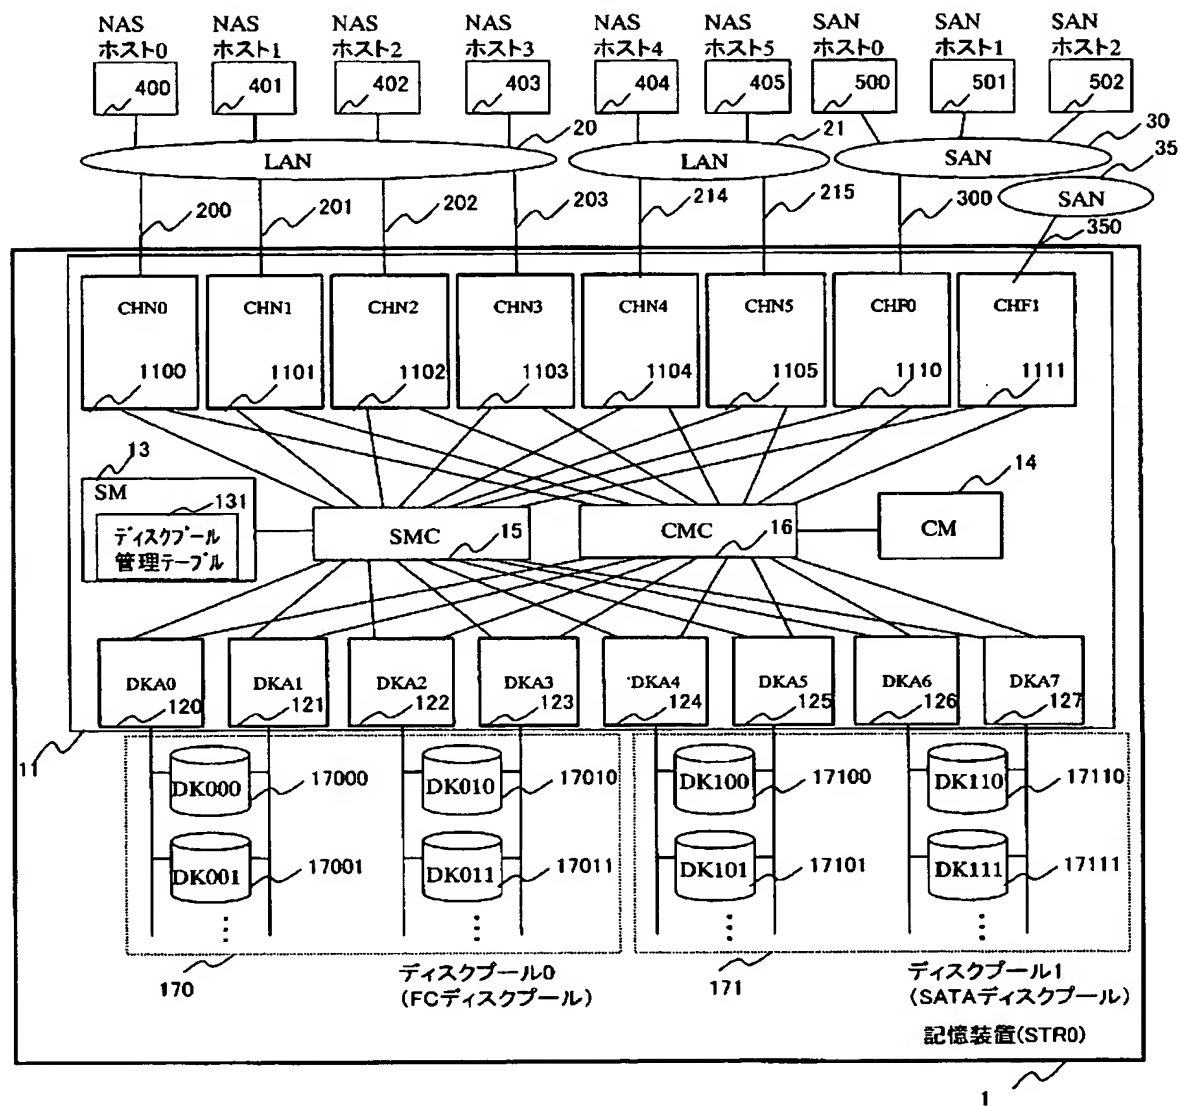 NAS NAS NAS NAS NAS NAS SAN SAN SAN
ホスト0 ホスト1 ホスト2 ホスト3 ホスト4 ホスト5 ホスト0 ホスト1 ホスト2
400 401 402 403 404 405 500 501 502
20 21 30
LAN LAN SAN
35
SAN
200 201 202 203 214 215 300
350
CHN0 CHN1 CHN2 CHN3 CHN4 CHN5 CHF0 CHF1
1100 1101 1102 1103 1104 1105 1110 1111
13 14
SM
131
ディスクプール
管理テーブル
SMC 15
CMC 16
CM
DKA0 DKA1 DKA2 DKA3 DKA4 DKA5 DKA6 DKA7
120 121 122 123 124 125 126 127
11
DK000 17000 DK010 17010 DK100 17100 DK110 17110
DK001 17001 DK011 17011 DK101 17101 DK111 17111
⋮ ⋮ ⋮ ⋮
170 171
ディスクプール0
(FCディスクプール)
ディスクプール1
(SATAディスクプール)
記憶装置(STR0)
1